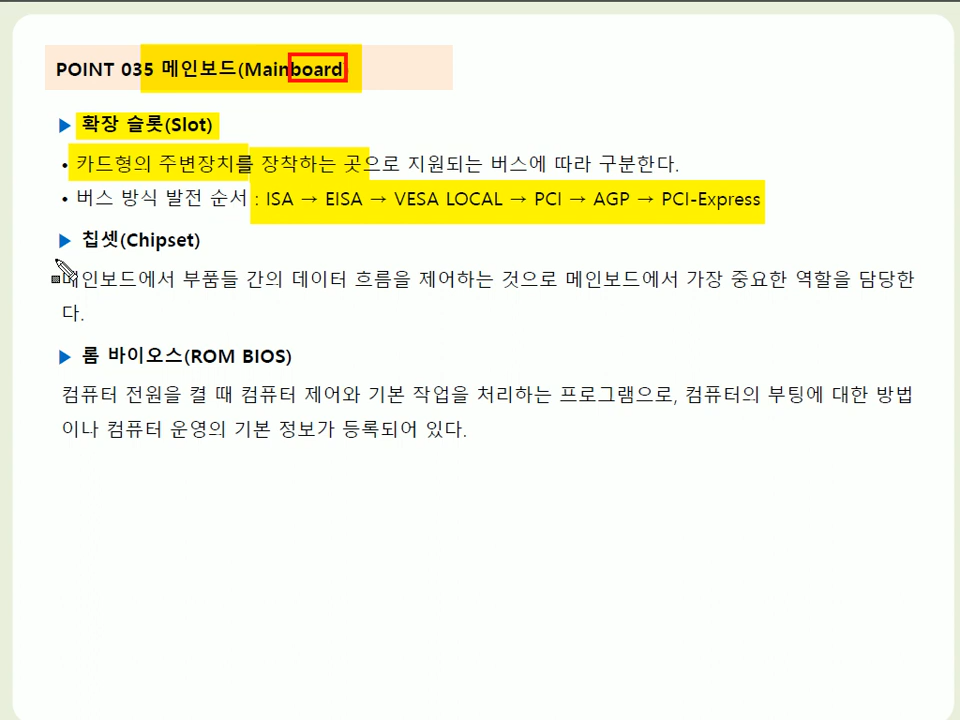 POINT 035 메인보드(Mainboard)
▶ 확장 슬롯(Slot)
• 카드형의 주변장치를 장착하는 곳으로 지원되는 버스에 따라 구분한다.
• 버스 방식 발전 순서 : ISA → EISA → VESA LOCAL → PCI → AGP → PCI-Express
▶ 칩셋(Chipset)
메인보드에서 부품들 간의 데이터 흐름을 제어하는 것으로 메인보드에서 가장 중요한 역할을 담당한
다.
▶ 롬 바이오스(ROM BIOS)
컴퓨터 전원을 켤 때 컴퓨터 제어와 기본 작업을 처리하는 프로그램으로, 컴퓨터의 부팅에 대한 방법
이나 컴퓨터 운영의 기본 정보가 등록되어 있다.